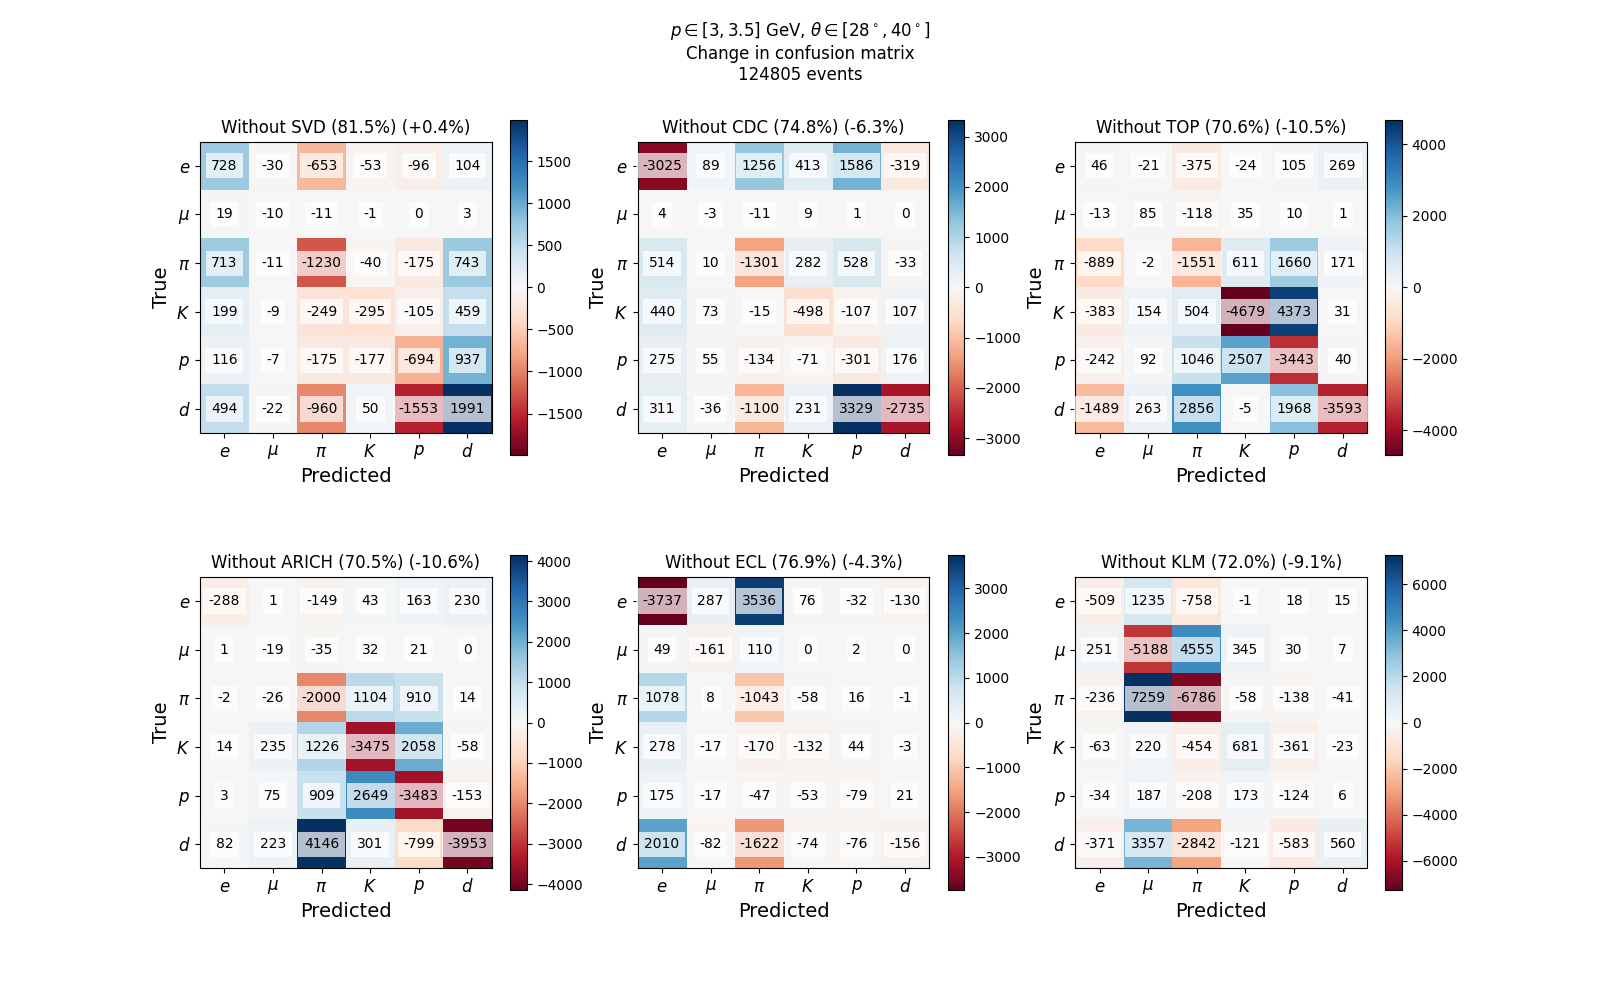 p ∈ [3, 3.5] GeV, θ ∈ [28°, 40°]
Change in confusion matrix
124805 events
Without SVD (81.5%) (+0.4%)
True
e 728 -30 -653 -53 -96 104
μ 19 -10 -11 -1 0 3
π 713 -11 -1230 -40 -175 743
K 199 -9 -249 -295 -105 459
p 116 -7 -175 -177 -694 937
d 494 -22 -960 50 -1553 1991
e μ π K p d
Predicted
1500
1000
500
0
−500
−1000
−1500
Without CDC (74.8%) (-6.3%)
True
e -3025 89 1256 413 1586 -319
μ 4 -3 -11 9 1 0
π 514 10 -1301 282 528 -33
K 440 73 -15 -498 -107 107
p 275 55 -134 -71 -301 176
d 311 -36 -1100 231 3329 -2735
e μ π K p d
Predicted
3000
2000
1000
0
−1000
−2000
−3000
Without TOP (70.6%) (-10.5%)
True
e 46 -21 -375 -24 105 269
μ -13 85 -118 35 10 1
π -889 -2 -1551 611 1660 171
K -383 154 504 -4679 4373 31
p -242 92 1046 2507 -3443 40
d -1489 263 2856 -5 1968 -3593
e μ π K p d
Predicted
4000
2000
0
−2000
−4000
Without ARICH (70.5%) (-10.6%)
True
e -288 1 -149 43 163 230
μ 1 -19 -35 32 21 0
π -2 -26 -2000 1104 910 14
K 14 235 1226 -3475 2058 -58
p 3 75 909 2649 -3483 -153
d 82 223 4146 301 -799 -3953
e μ π K p d
Predicted
4000
3000
2000
1000
0
−1000
−2000
−3000
−4000
Without ECL (76.9%) (-4.3%)
True
e -3737 287 3536 76 -32 -130
μ 49 -161 110 0 2 0
π 1078 8 -1043 -58 16 -1
K 278 -17 -170 -132 44 -3
p 175 -17 -47 -53 -79 21
d 2010 -82 -1622 -74 -76 -156
e μ π K p d
Predicted
3000
2000
1000
0
−1000
−2000
−3000
Without KLM (72.0%) (-9.1%)
True
e -509 1235 -758 -1 18 15
μ 251 -5188 4555 345 30 7
π -236 7259 -6786 -58 -138 -41
K -63 220 -454 681 -361 -23
p -34 187 -208 173 -124 6
d -371 3357 -2842 -121 -583 560
e μ π K p d
Predicted
6000
4000
2000
0
−2000
−4000
−6000